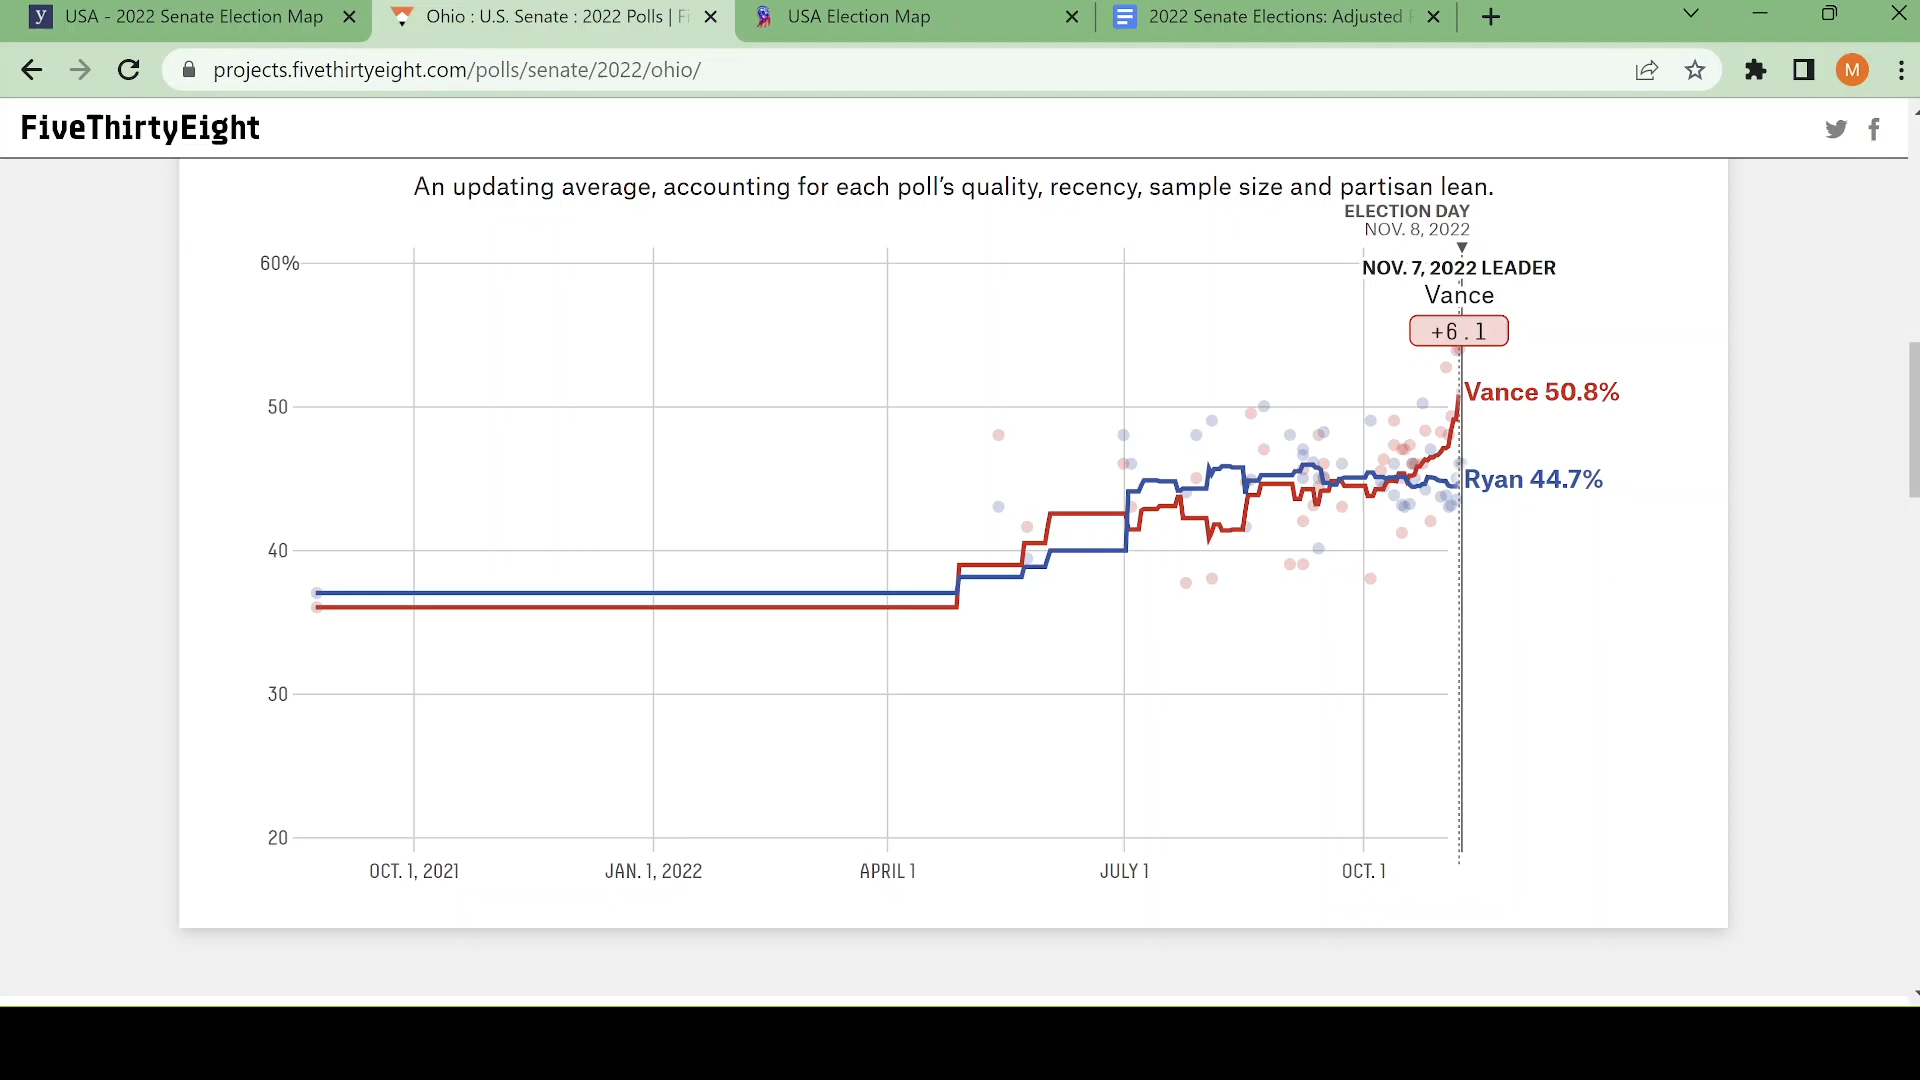 USA - 2022 Senate Election Map
Ohio : U.S. Senate : 2022 Polls | Fi
USA Election Map
2022 Senate Elections: Adjusted
projects.fivethirtyeight.com/polls/senate/2022/ohio/
M
FiveThirtyEight
An updating average, accounting for each poll's quality, recency, sample size and partisan lean.
ELECTION DAY
NOV. 8, 2022
60%
NOV. 7, 2022 LEADER
Vance
+6.1
Vance 50.8%
50
Ryan 44.7%
40
30
20
OCT. 1, 2021
JAN. 1, 2022
APRIL 1
JULY 1
OCT. 1